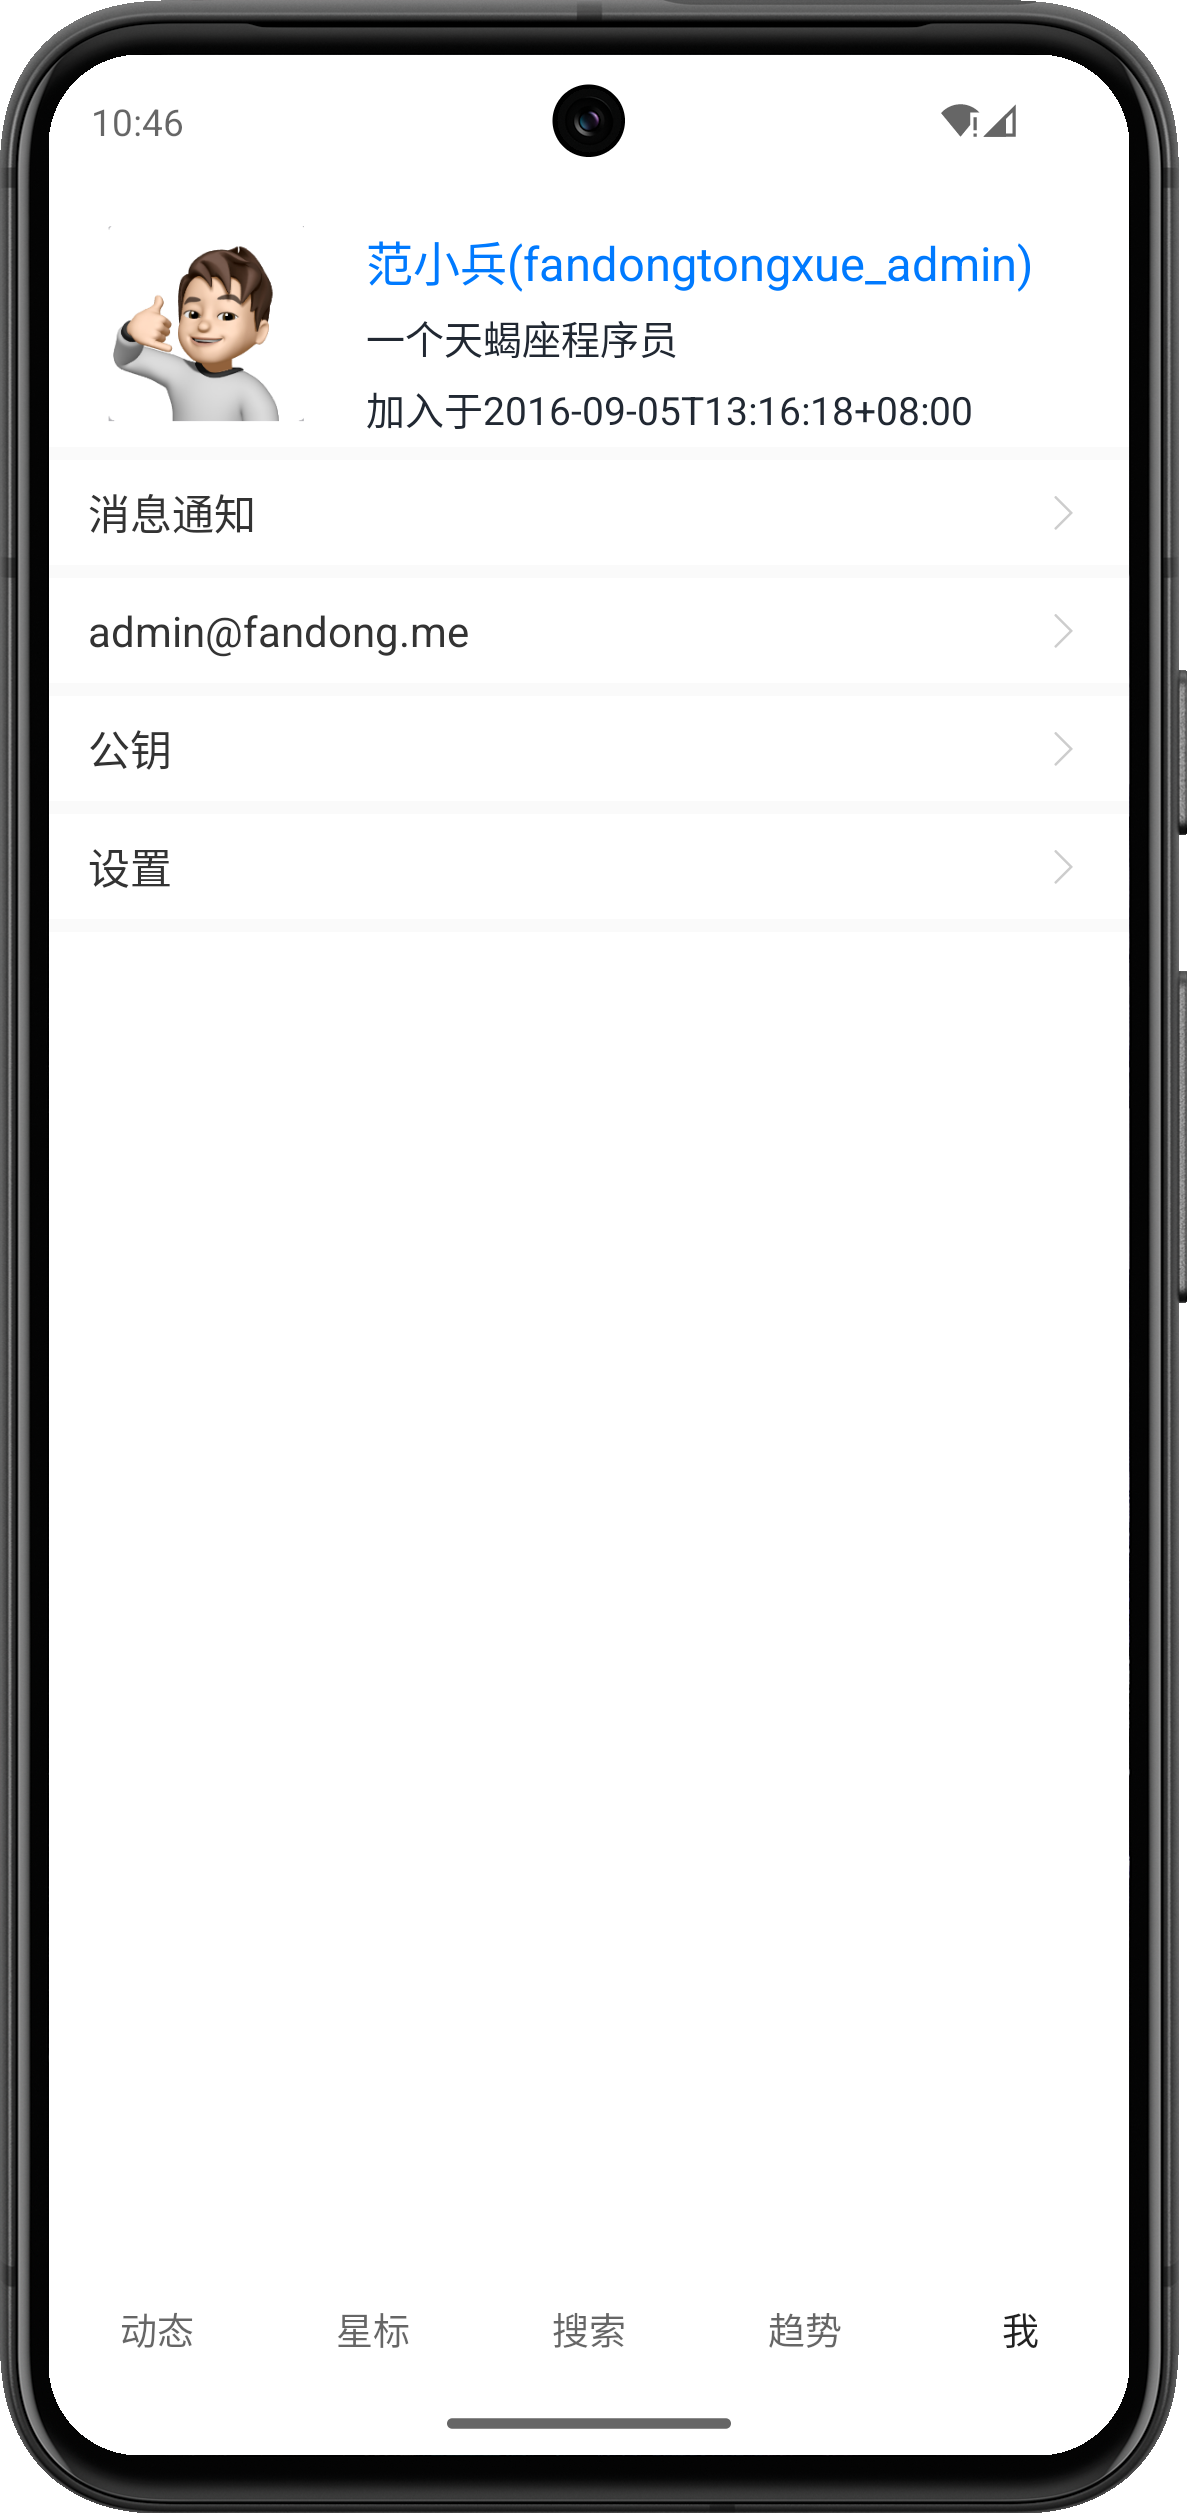 10:46
范小兵(fandongtongxue_admin)
一个天蝎座程序员
加入于2016-09-05T13:16:18+08:00
消息通知
admin@fandong.me
公钥
设置
动态 星标 搜索 趋势 我